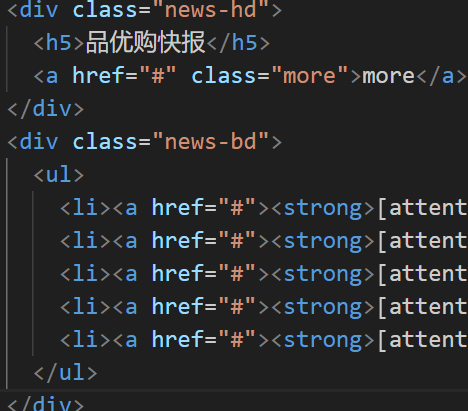 <div class="news-hd">
<h5>品优购快报</h5>
<a href="#" class="more">more</a>
</div>
<div class="news-bd">
<ul>
<li><a href="#"><strong>[attent
<li><a href="#"><strong>[attent
<li><a href="#"><strong>[attent
<li><a href="#"><strong>[attent
<li><a href="#"><strong>[attent
</ul>
</div>